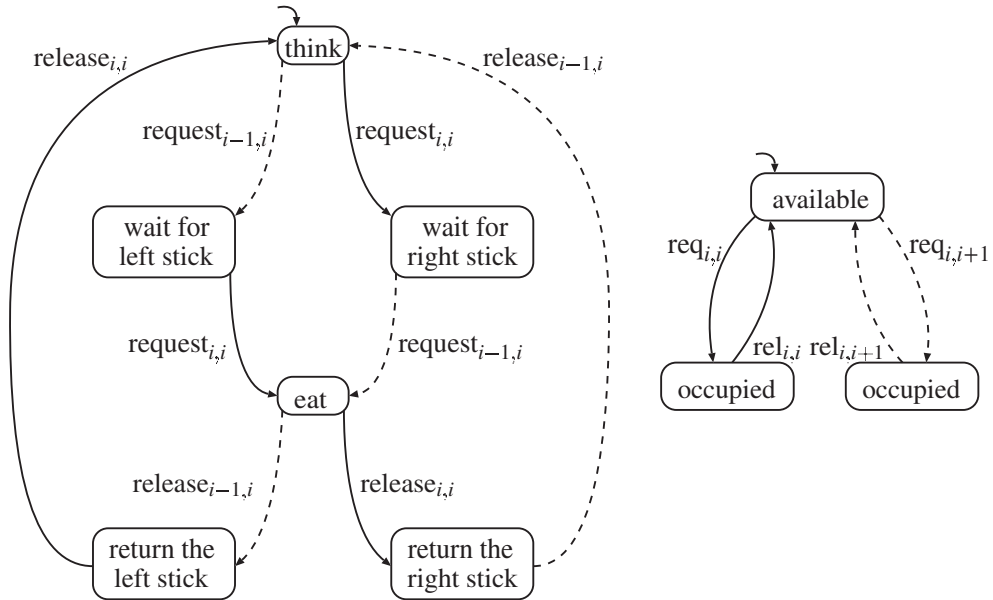 think
release_{i,i}
release_{i−1,i}
request_{i−1,i}
request_{i,i}
wait for
left stick
wait for
right stick
request_{i,i}
request_{i−1,i}
eat
release_{i−1,i}
release_{i,i}
return the
left stick
return the
right stick
available
req_{i,i}
req_{i,i+1}
rel_{i,i} rel_{i,i+1}
occupied
occupied